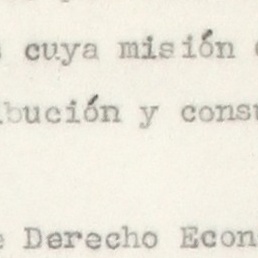 s cuya misión
ibución y consu
e Derecho Econ